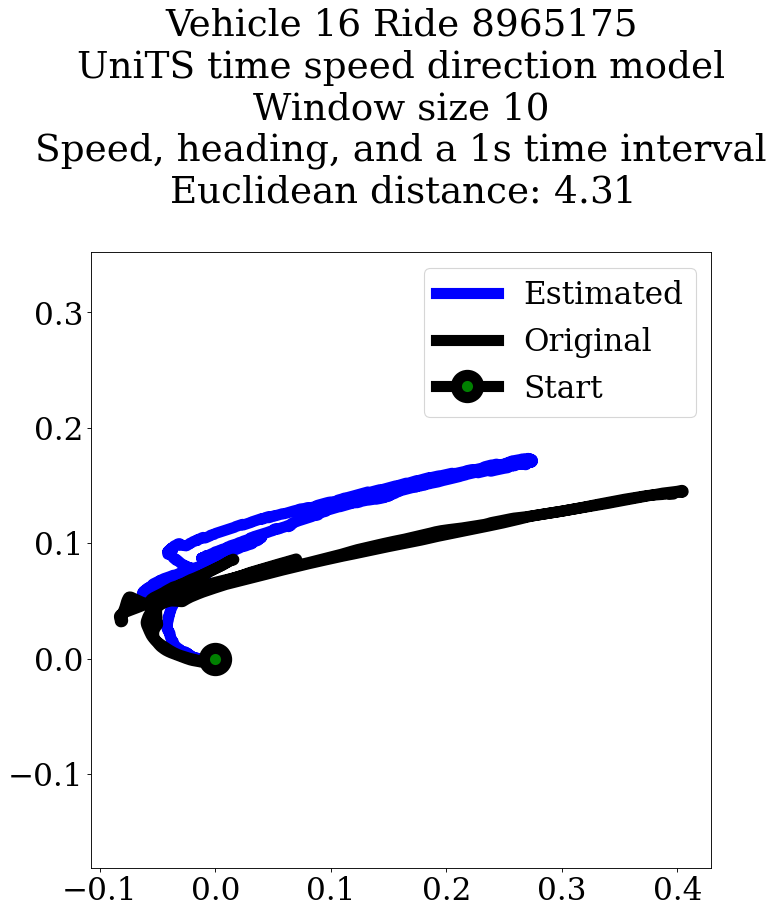 Vehicle 16 Ride 8965175
UniTS time speed direction model
Window size 10
Speed, heading, and a 1s time interval
Euclidean distance: 4.31
Estimated
Original
Start
0.3
0.2
0.1
0.0
−0.1
−0.1 0.0 0.1 0.2 0.3 0.4